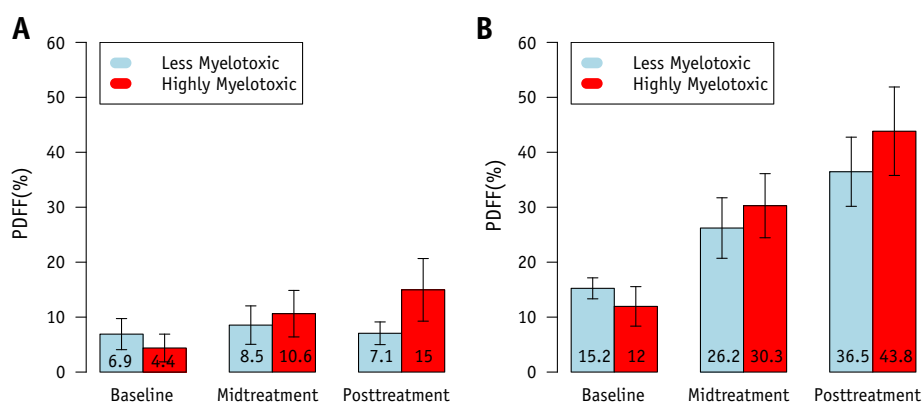 A
PDFF(%)
60
50
40
30
20
10
0
Less Myelotoxic
Highly Myelotoxic
6.9
4.4
8.5
10.6
7.1
15
Baseline
Midtreatment
Posttreatment
B
PDFF(%)
60
50
40
30
20
10
0
Less Myelotoxic
Highly Myelotoxic
15.2
12
26.2
30.3
36.5
43.8
Baseline
Midtreatment
Posttreatment